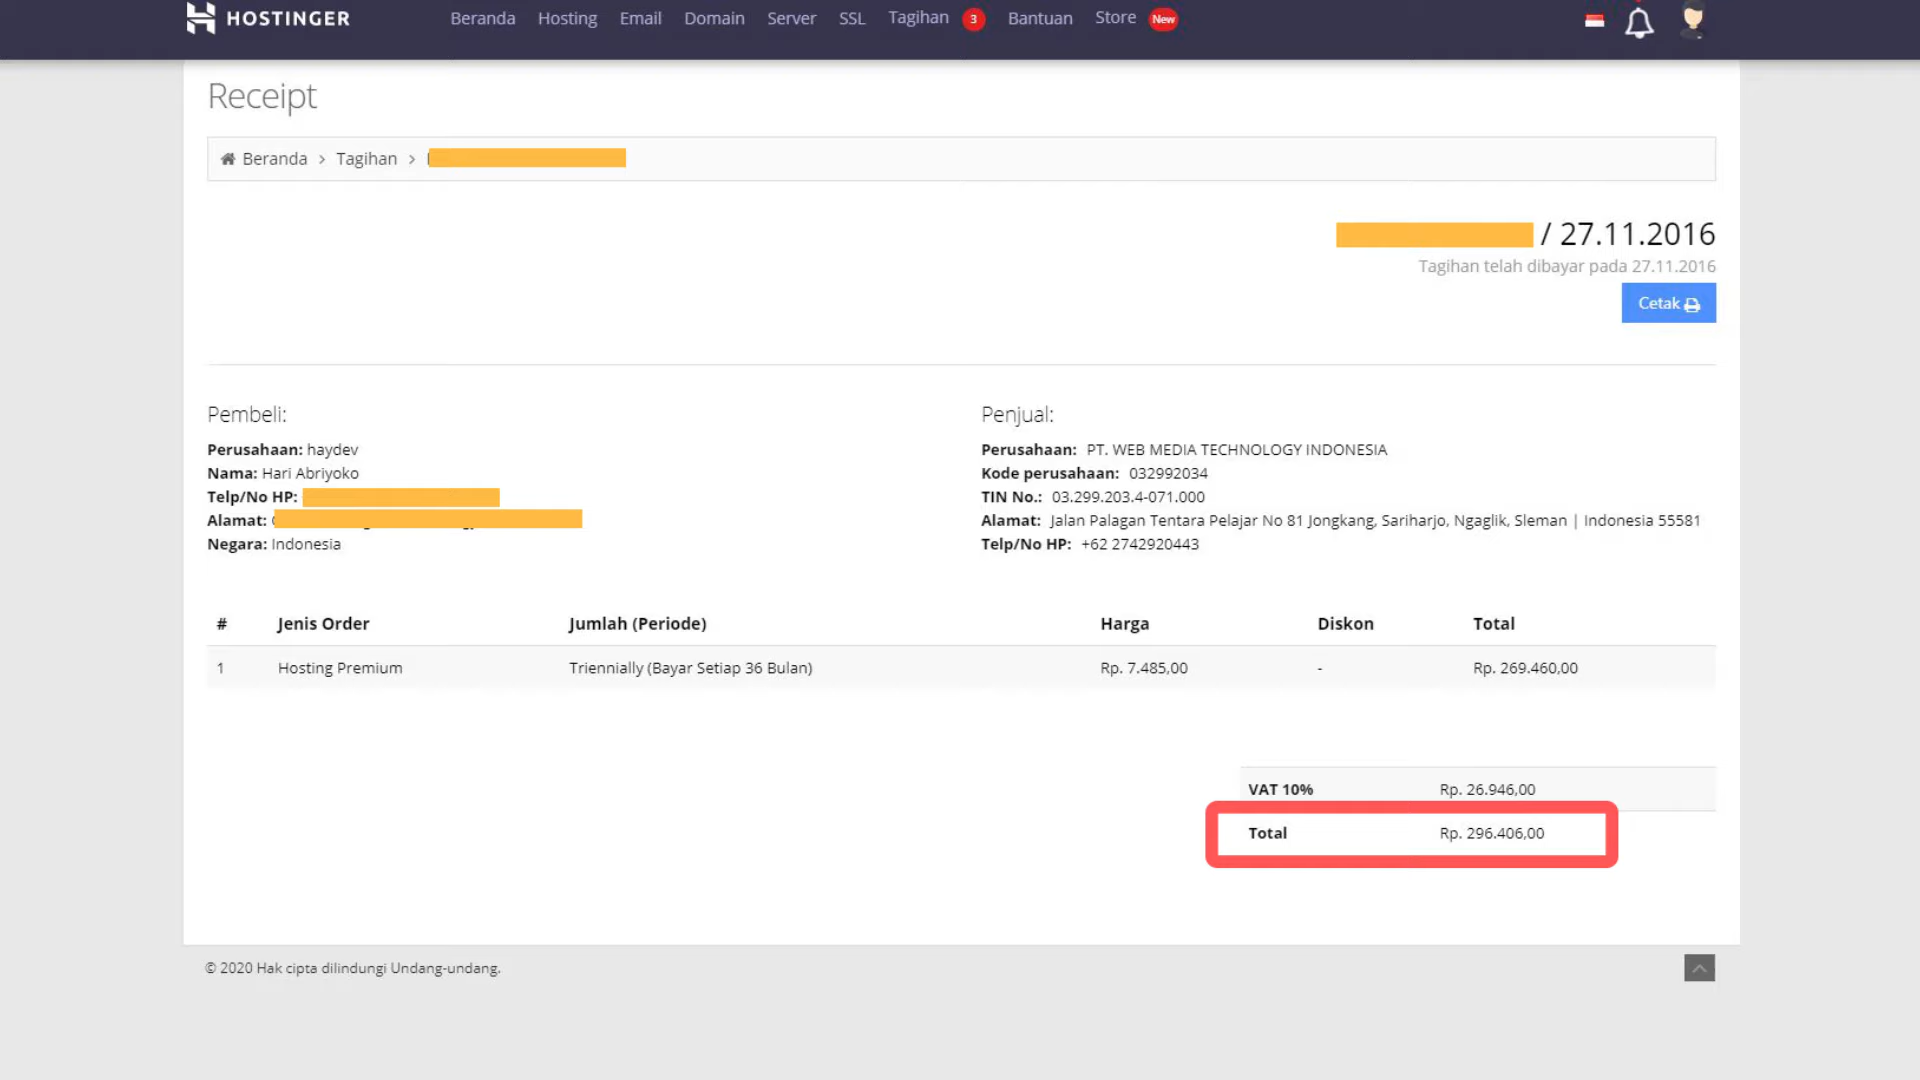 HOSTINGER Beranda Hosting Email Domain Server SSL Tagihan 3 Bantuan Store New
Receipt
Beranda > Tagihan >
/ 27.11.2016
Tagihan telah dibayar pada 27.11.2016
Cetak
Pembeli:
Perusahaan: haydev
Nama: Hari Abriyoko
Telp/No HP:
Alamat:
Negara: Indonesia
Penjual:
Perusahaan: PT. WEB MEDIA TECHNOLOGY INDONESIA
Kode perusahaan: 032992034
TIN No.: 03.299.203.4-071.000
Alamat: Jalan Palagan Tentara Pelajar No 81 Jongkang, Sariharjo, Ngaglik, Sleman | Indonesia 55581
Telp/No HP: +62 2742920443
# Jenis Order Jumlah (Periode) Harga Diskon Total
1 Hosting Premium Triennially (Bayar Setiap 36 Bulan) Rp. 7.485,00 - Rp. 269.460,00
VAT 10% Rp. 26.946,00
Total Rp. 296.406,00
© 2020 Hak cipta dilindungi Undang-undang.